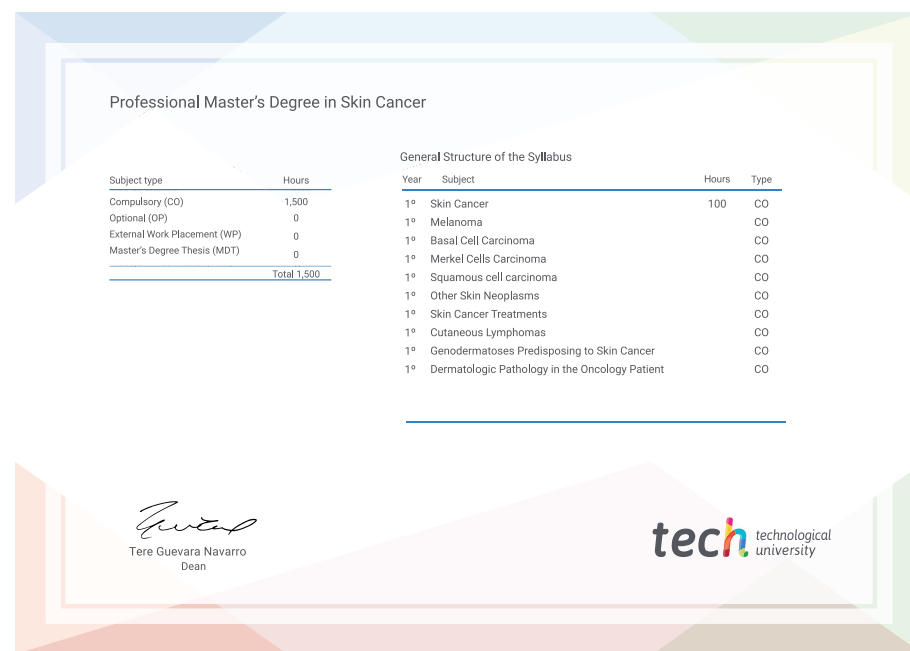 Professional Master's Degree in Skin Cancer
Subject type Hours
Compulsory (CO) 1,500
Optional (OP) 0
External Work Placement (WP) 0
Master's Degree Thesis (MDT) 0
Total 1,500
General Structure of the Syllabus
Year Subject Hours Type
1º Skin Cancer 100 CO
1º Melanoma CO
1º Basal Cell Carcinoma CO
1º Merkel Cells Carcinoma CO
1º Squamous cell carcinoma CO
1º Other Skin Neoplasms CO
1º Skin Cancer Treatments CO
1º Cutaneous Lymphomas CO
1º Genodermatoses Predisposing to Skin Cancer CO
1º Dermatologic Pathology in the Oncology Patient CO
Tere Guevara Navarro
Dean
tech technological
university